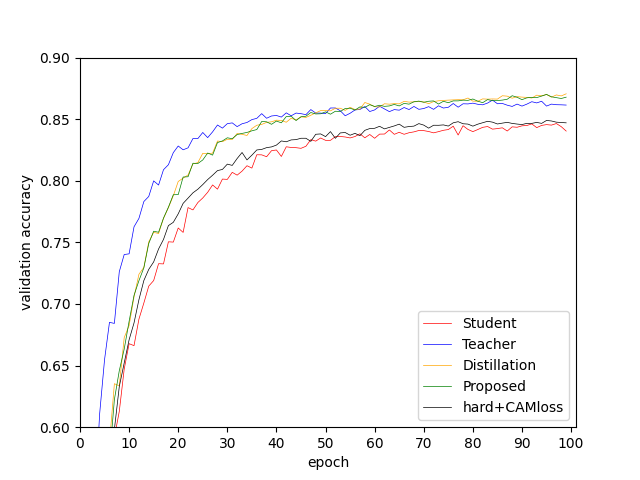 0.90
0.85
0.80
0.75
0.70
0.65
0.60
validation accuracy
0 10 20 30 40 50 60 70 80 90 100
epoch
Student
Teacher
Distillation
Proposed
hard+CAMloss